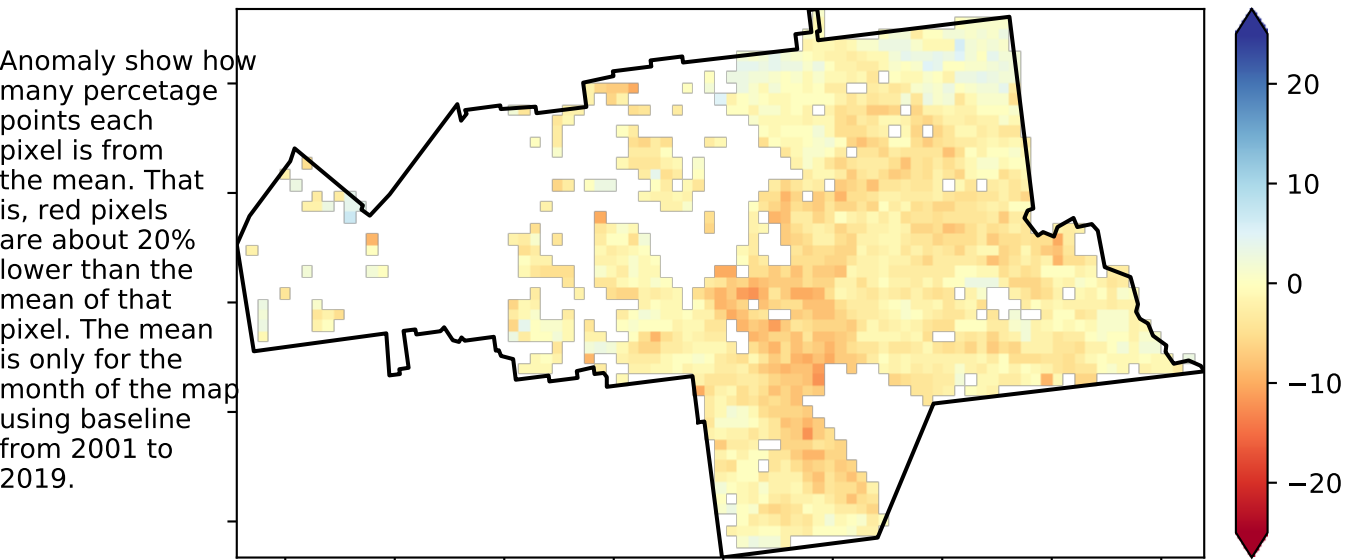 Anomaly show how
many percetage
points each
pixel is from
the mean. That
is, red pixels
are about 20%
lower than the
mean of that
pixel. The mean
is only for the
month of the map
using baseline
from 2001 to
2019.
20
10
0
−10
−20